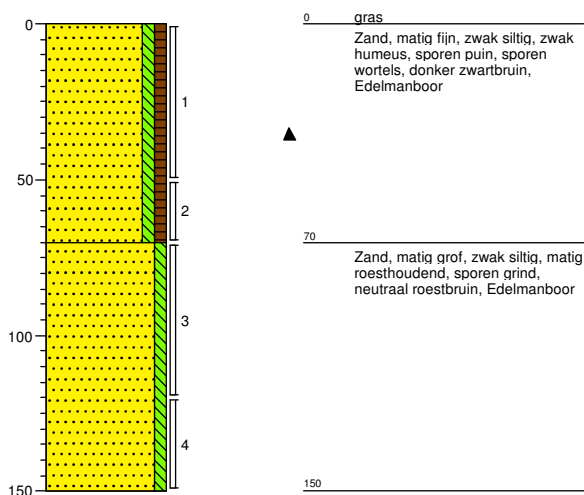 0
50
100
150
1
2
3
4
0
gras
Zand, matig fijn, zwak siltig, zwak
humeus, sporen puin, sporen
wortels, donker zwartbruin,
Edelmanboor
70
Zand, matig grof, zwak siltig, matig
roesthoudend, sporen grind,
neutraal roestbruin, Edelmanboor
150